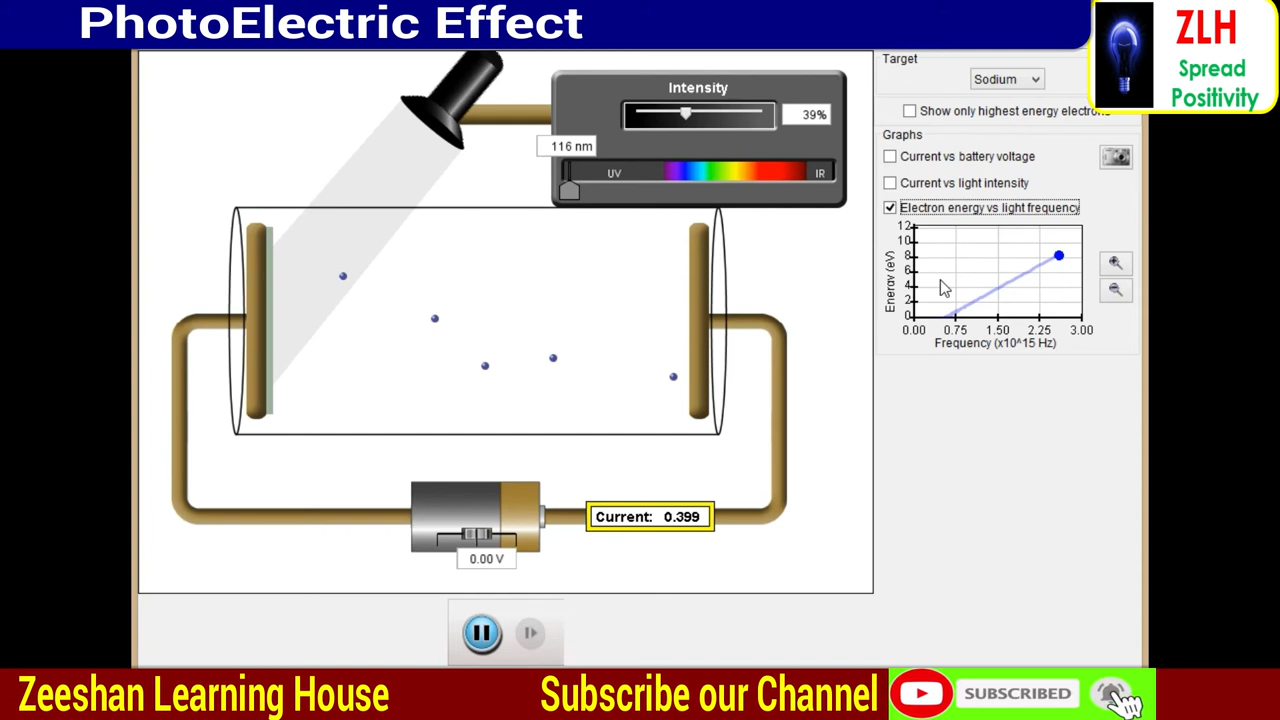 PhotoElectric Effect
ZLH
Spread
Positivity
Target
Sodium
Show only highest energy electrons
Intensity
39%
116 nm
UV
IR
Graphs
Current vs battery voltage
Current vs light intensity
Electron energy vs light frequency
12
10
8
6
4
2
0
Energy (eV)
0.00 0.75 1.50 2.25 3.00
Frequency (x10^15 Hz)
Current: 0.399
0.00 V
Zeeshan Learning House
Subscribe our Channel
SUBSCRIBED